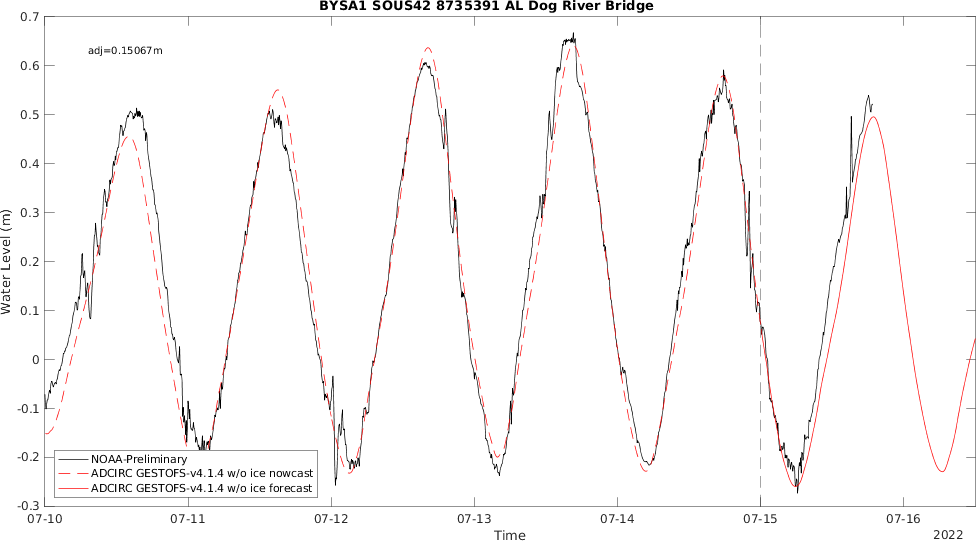 BYSA1 SOUS42 8735391 AL Dog River Bridge
adj=0.15067m
0.7
0.6
0.5
0.4
0.3
0.2
0.1
0
-0.1
-0.2
-0.3
Water Level (m)
NOAA-Preliminary
ADCIRC GESTOFS-v4.1.4 w/o ice nowcast
ADCIRC GESTOFS-v4.1.4 w/o ice forecast
07-10 07-11 07-12 07-13 07-14 07-15 07-16
Time
2022